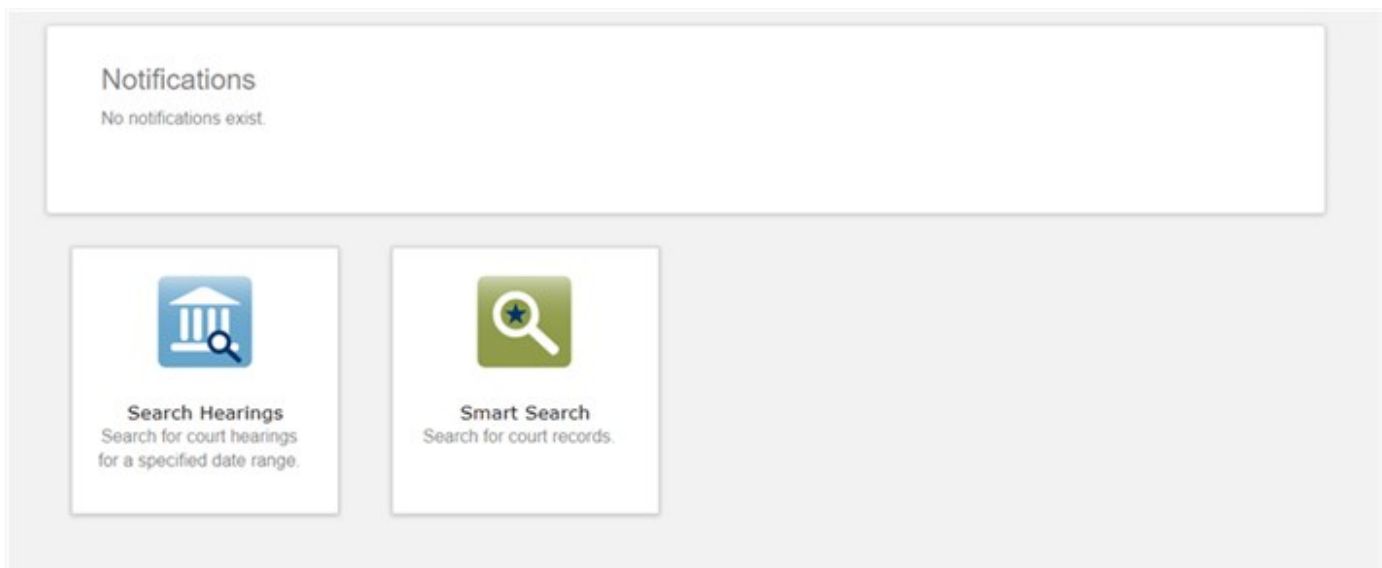 Notifications
No notifications exist.
Search Hearings
Search for court hearings
for a specified date range.
Smart Search
Search for court records.